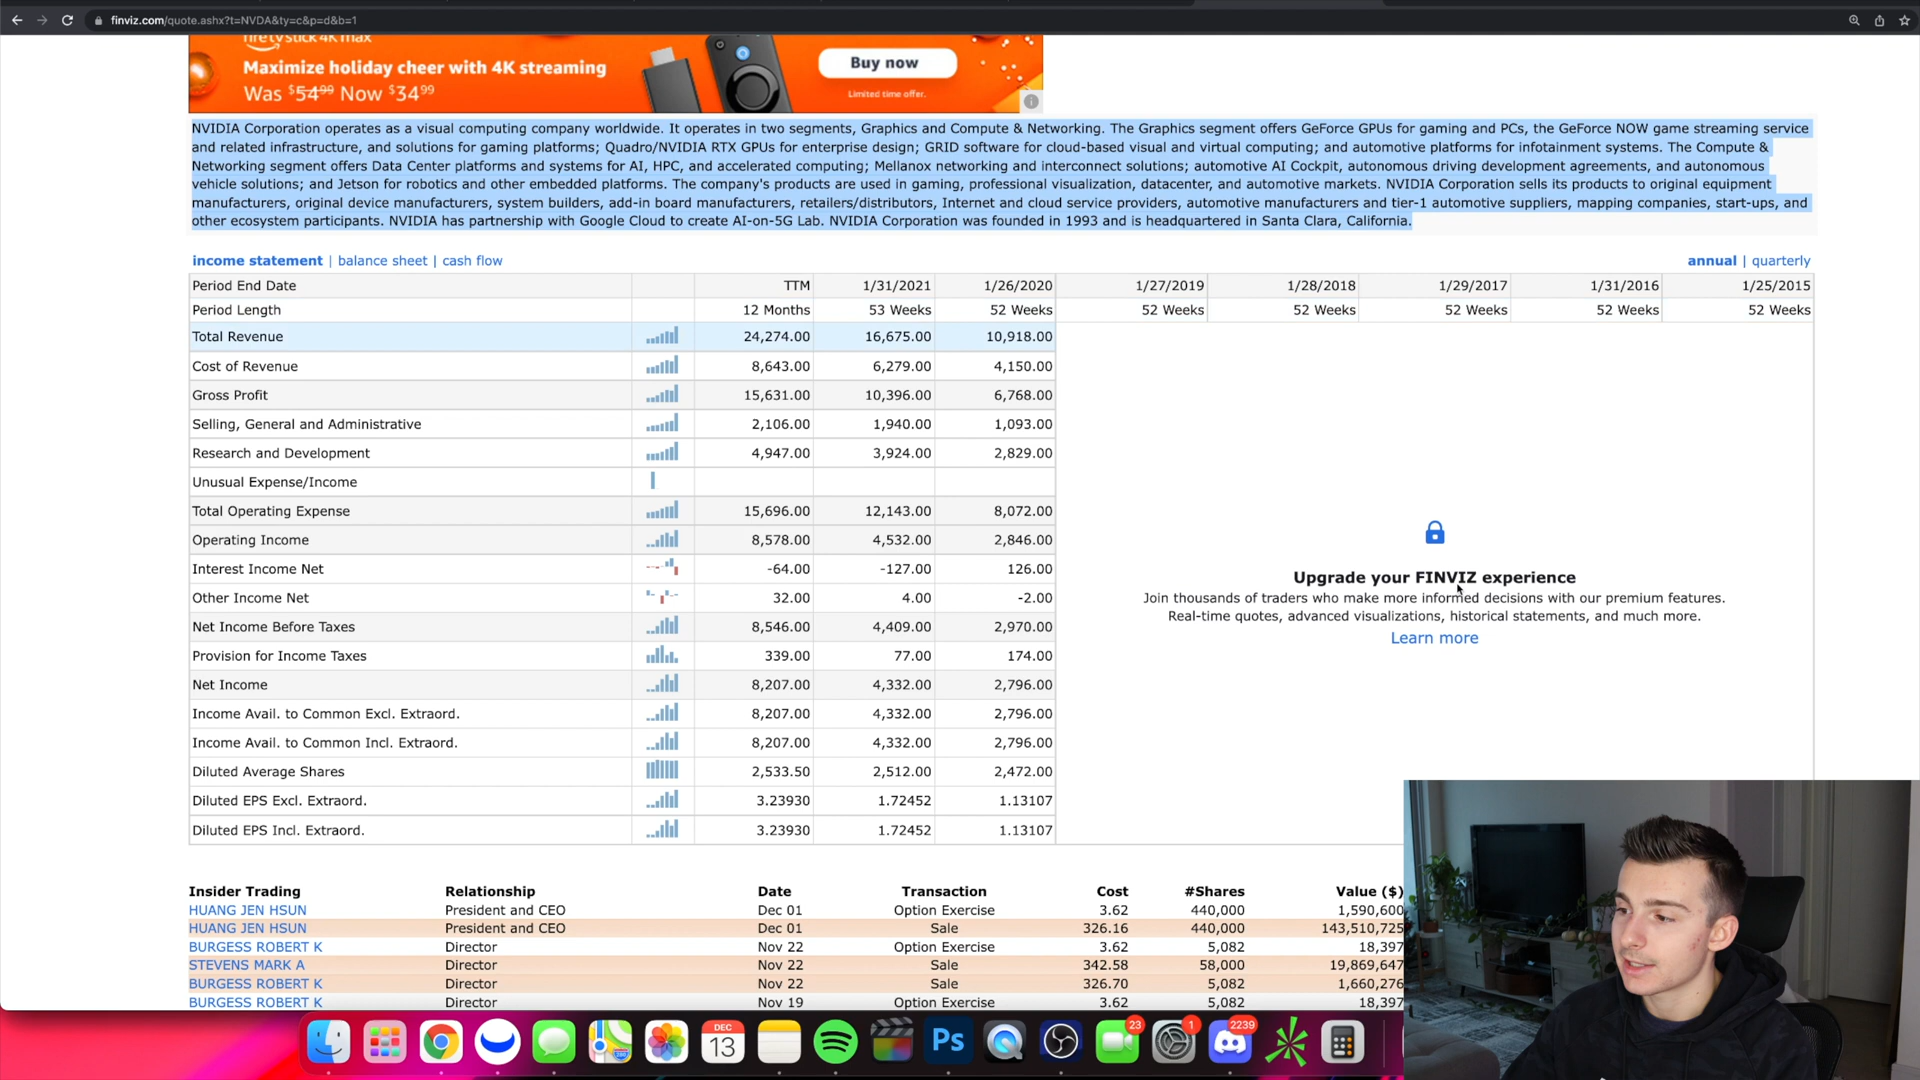 finviz.com/quote.ashx?t=NVDA&ty=c&p=d&b=1
fire tv stick 4K max
Maximize holiday cheer with 4K streaming
Was $54.99 Now $34.99
Buy now
Limited time offer.
NVIDIA Corporation operates as a visual computing company worldwide. It operates in two segments, Graphics and Compute & Networking. The Graphics segment offers GeForce GPUs for gaming and PCs, the GeForce NOW game streaming service
and related infrastructure, and solutions for gaming platforms; Quadro/NVIDIA RTX GPUs for enterprise design; GRID software for cloud-based visual and virtual computing; and automotive platforms for infotainment systems. The Compute &
Networking segment offers Data Center platforms and systems for AI, HPC, and accelerated computing; Mellanox networking and interconnect solutions; automotive AI Cockpit, autonomous driving development agreements, and autonomous
vehicle solutions; and Jetson for robotics and other embedded platforms. The company's products are used in gaming, professional visualization, datacenter, and automotive markets. NVIDIA Corporation sells its products to original equipment
manufacturers, original device manufacturers, system builders, add-in board manufacturers, retailers/distributors, Internet and cloud service providers, automotive manufacturers and tier-1 automotive suppliers, mapping companies, start-ups, and
other ecosystem participants. NVIDIA has partnership with Google Cloud to create AI-on-5G Lab. NVIDIA Corporation was founded in 1993 and is headquartered in Santa Clara, California.
income statement | balance sheet | cash flow annual | quarterly
Period End Date TTM 1/31/2021 1/26/2020 1/27/2019 1/28/2018 1/29/2017 1/31/2016 1/25/2015
Period Length 12 Months 53 Weeks 52 Weeks 52 Weeks 52 Weeks 52 Weeks 52 Weeks 52 Weeks
Total Revenue 24,274.00 16,675.00 10,918.00
Cost of Revenue 8,643.00 6,279.00 4,150.00
Gross Profit 15,631.00 10,396.00 6,768.00
Selling, General and Administrative 2,106.00 1,940.00 1,093.00
Research and Development 4,947.00 3,924.00 2,829.00
Unusual Expense/Income
Total Operating Expense 15,696.00 12,143.00 8,072.00
Operating Income 8,578.00 4,532.00 2,846.00
Interest Income Net -64.00 -127.00 126.00
Other Income Net 32.00 4.00 -2.00
Net Income Before Taxes 8,546.00 4,409.00 2,970.00
Provision for Income Taxes 339.00 77.00 174.00
Net Income 8,207.00 4,332.00 2,796.00
Income Avail. to Common Excl. Extraord. 8,207.00 4,332.00 2,796.00
Income Avail. to Common Incl. Extraord. 8,207.00 4,332.00 2,796.00
Diluted Average Shares 2,533.50 2,512.00 2,472.00
Diluted EPS Excl. Extraord. 3.23930 1.72452 1.13107
Diluted EPS Incl. Extraord. 3.23930 1.72452 1.13107
Upgrade your FINVIZ experience
Join thousands of traders who make more informed decisions with our premium features.
Real-time quotes, advanced visualizations, historical statements, and much more.
Learn more
Insider Trading Relationship Date Transaction Cost #Shares Value ($)
HUANG JEN HSUN President and CEO Dec 01 Option Exercise 3.62 440,000 1,590,600
HUANG JEN HSUN President and CEO Dec 01 Sale 326.16 440,000 143,510,725
BURGESS ROBERT K Director Nov 22 Option Exercise 3.62 5,082 18,397
STEVENS MARK A Director Nov 22 Sale 342.58 58,000 19,869,647
BURGESS ROBERT K Director Nov 22 Sale 326.70 5,082 1,660,276
BURGESS ROBERT K Director Nov 19 Option Exercise 3.62 5,082 18,397
DEC
13
Ps
23
1
2239